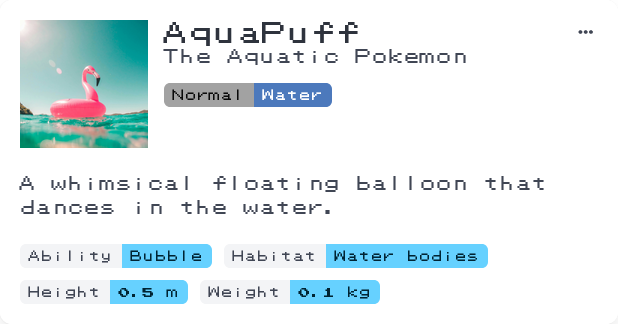 AquaPuff
The Aquatic Pokemon
Normal Water
A whimsical floating balloon that
dances in the water.
Ability Bubble Habitat Water bodies
Height 0.5 m Weight 0.1 kg